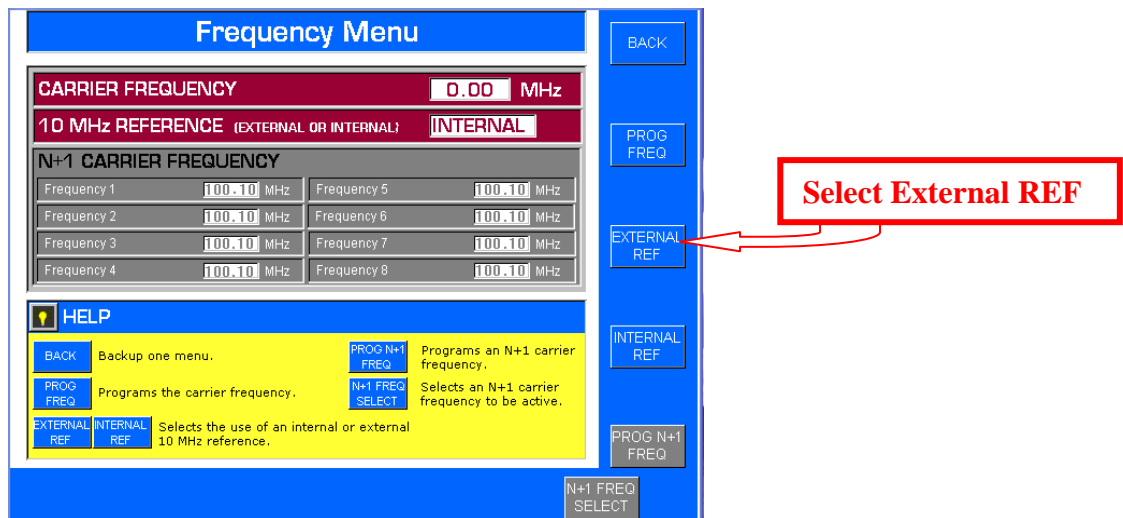 Frequency Menu
BACK
CARRIER FREQUENCY 0.00 MHz
10 MHz REFERENCE (EXTERNAL OR INTERNAL) INTERNAL
PROG
FREQ
N+1 CARRIER FREQUENCY
Frequency 1 100.10 MHz Frequency 5 100.10 MHz
Frequency 2 100.10 MHz Frequency 6 100.10 MHz
Frequency 3 100.10 MHz Frequency 7 100.10 MHz
Frequency 4 100.10 MHz Frequency 8 100.10 MHz
Select External REF
EXTERNAL
REF
HELP
BACK Backup one menu.
PROG N+1
FREQ
Programs an N+1 carrier
frequency.
PROG
FREQ
Programs the carrier frequency.
N+1 FREQ
SELECT
Selects an N+1 carrier
frequency to be active.
EXTERNAL
REF
INTERNAL
REF
Selects the use of an internal or external
10 MHz reference.
INTERNAL
REF
PROG N+1
FREQ
N+1 FREQ
SELECT